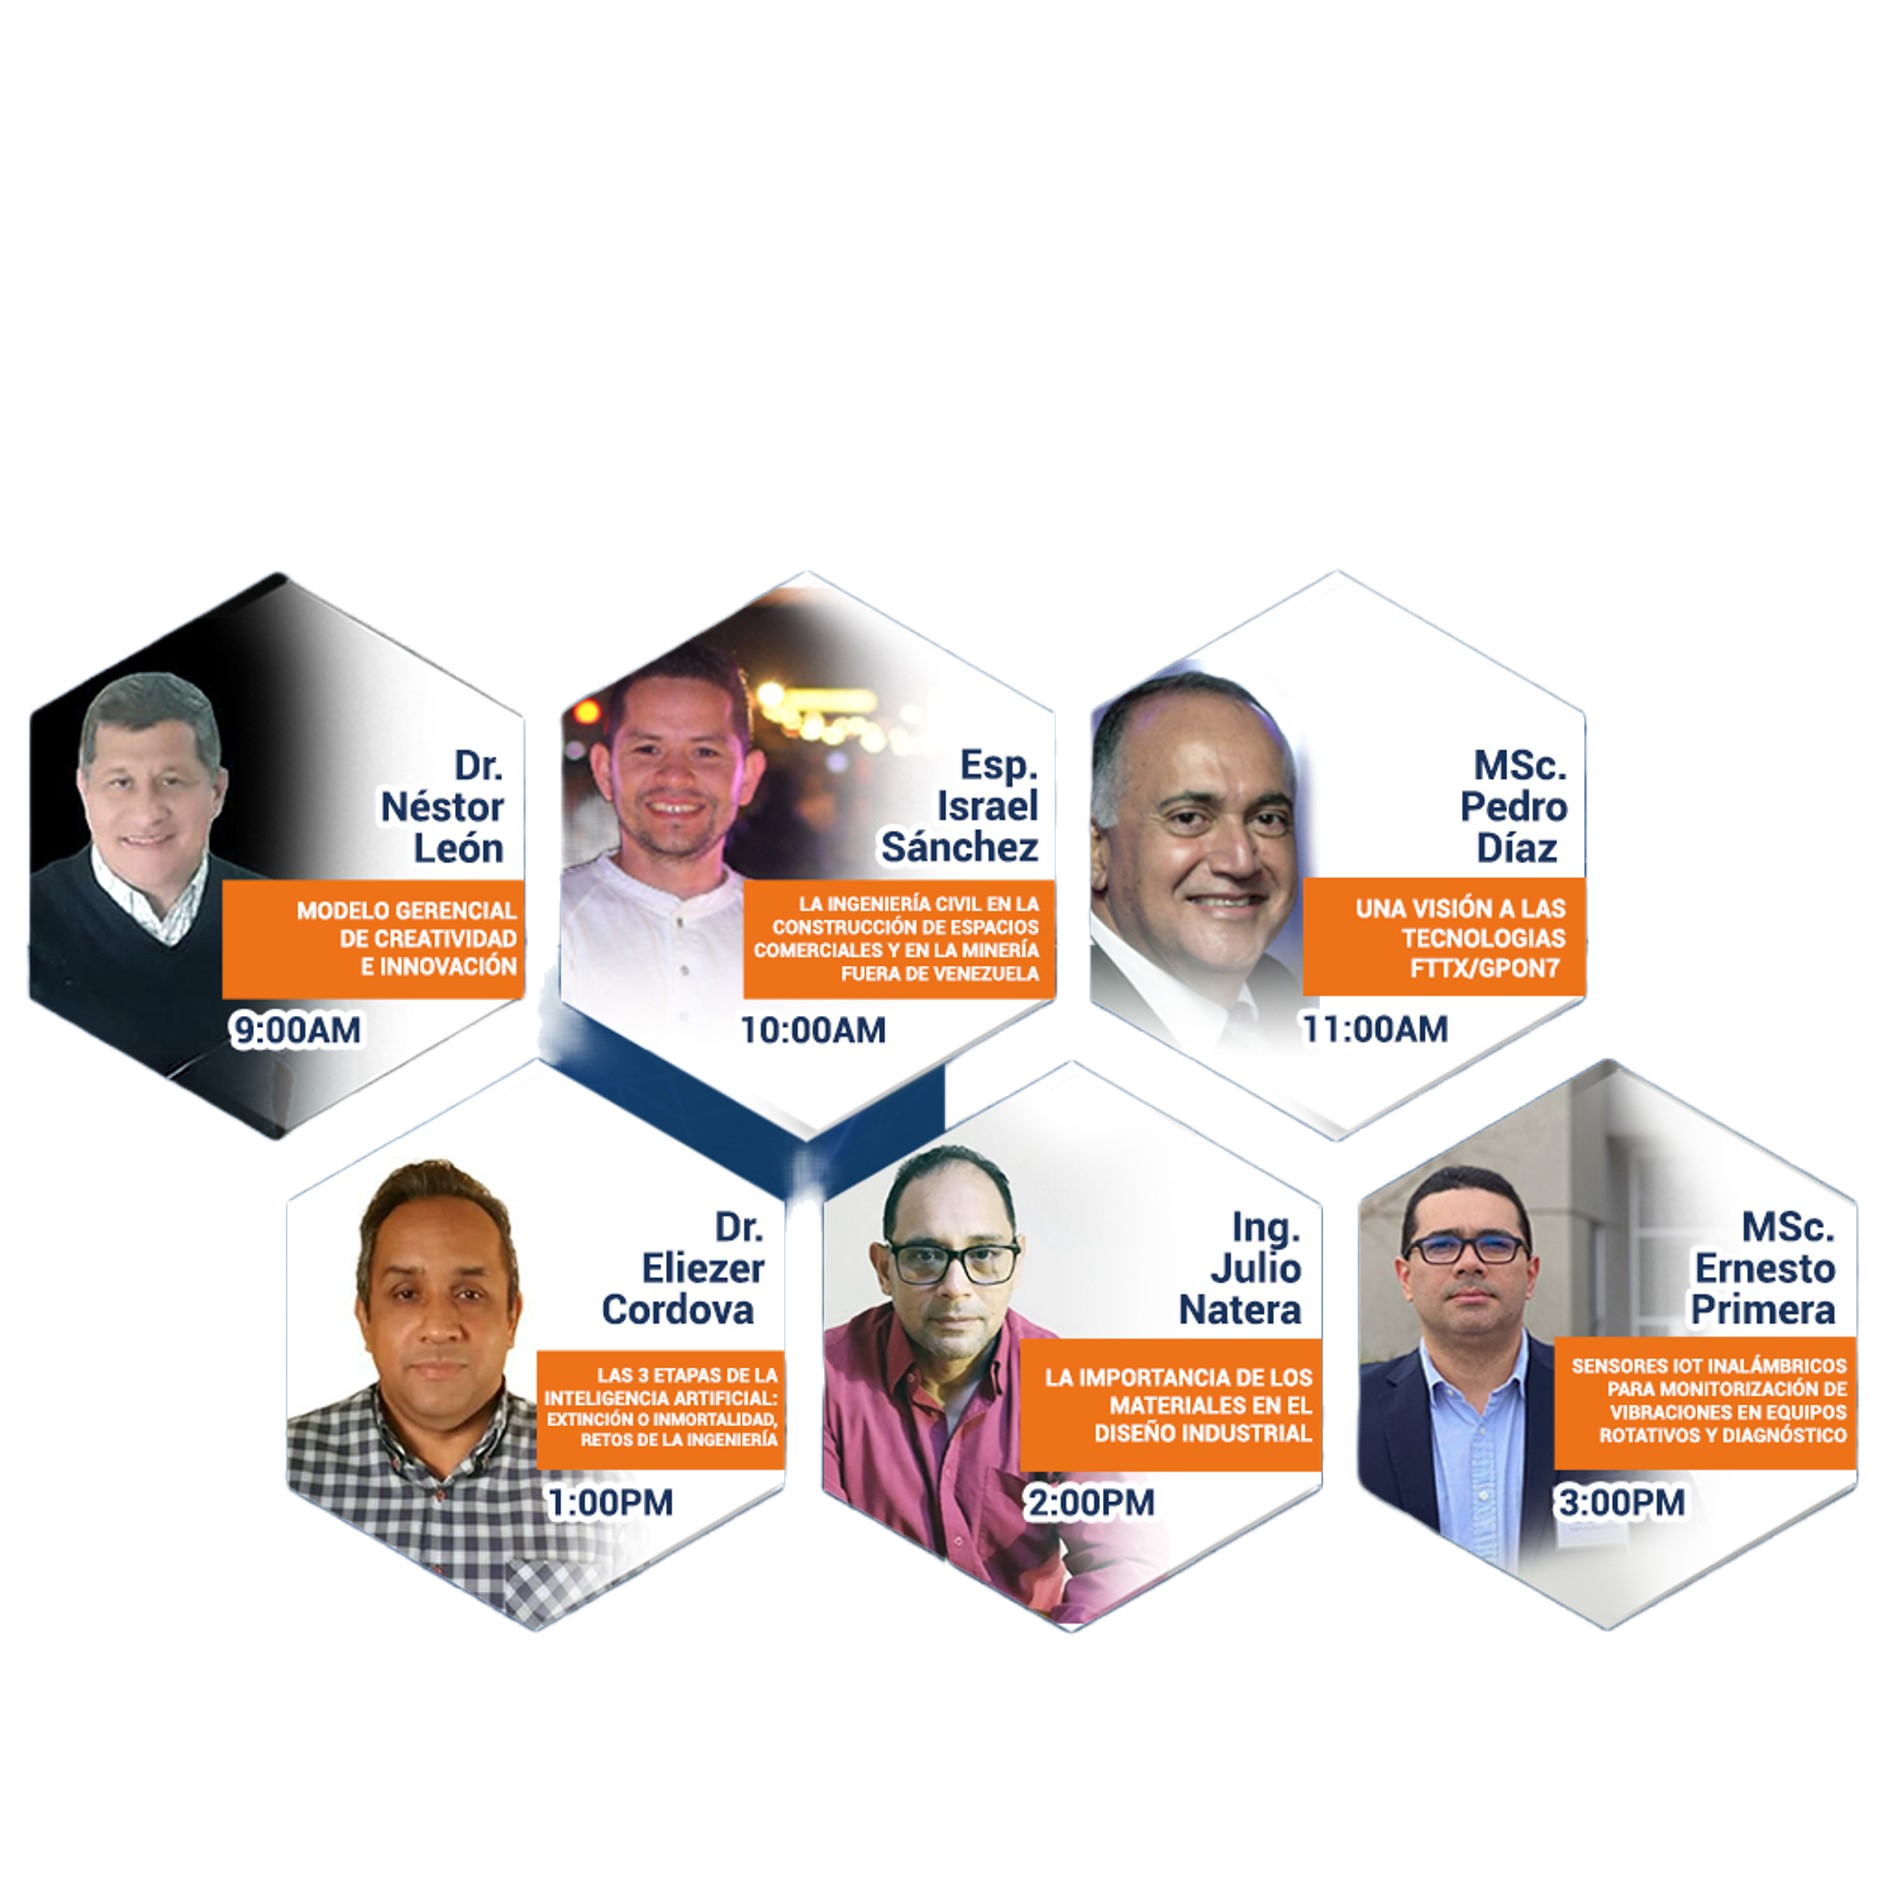 Dr.
Néstor
León
MODELO GERENCIAL
DE CREATIVIDAD
E INNOVACIÓN
9:00AM
Esp.
Israel
Sánchez
LA INGENIERÍA CIVIL EN LA
CONSTRUCCIÓN DE ESPACIOS
COMERCIALES Y EN LA MINERÍA
FUERA DE VENEZUELA
10:00AM
MSc.
Pedro
Díaz
UNA VISIÓN A LAS
TECNOLOGIAS
FTTX/GPON7
11:00AM
Dr.
Eliezer
Cordova
LAS 3 ETAPAS DE LA
INTELIGENCIA ARTIFICIAL:
EXTINCIÓN O INMORTALIDAD,
RETOS DE LA INGENIERÍA
1:00PM
Ing.
Julio
Natera
LA IMPORTANCIA DE LOS
MATERIALES EN EL
DISEÑO INDUSTRIAL
2:00PM
MSc.
Ernesto
Primera
SENSORES IOT INALÁMBRICOS
PARA MONITORIZACIÓN DE
VIBRACIONES EN EQUIPOS
ROTATIVOS Y DIAGNÓSTICO
3:00PM